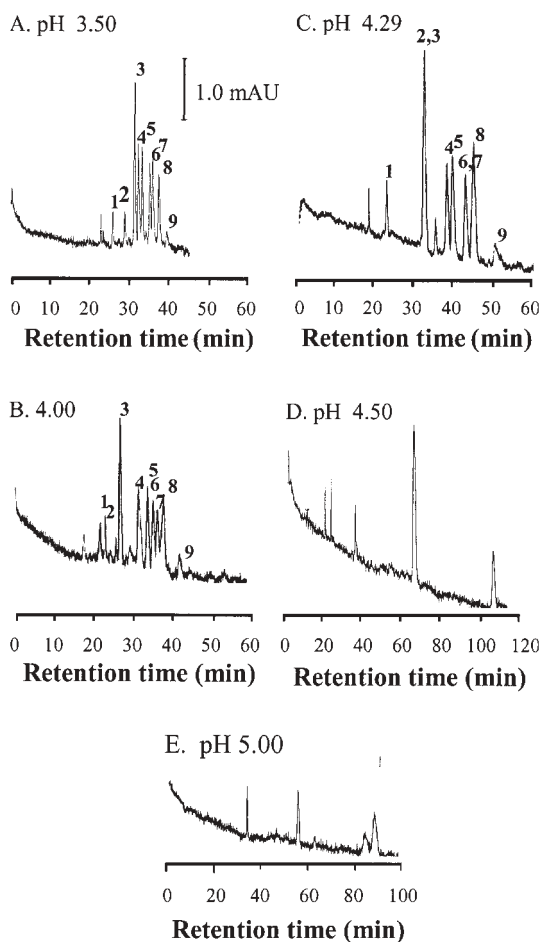 A. pH 3.50
1.0 mAU
3
4 5
6 7
8
1 2
9
0 10 20 30 40 50 60
Retention time (min)
C. pH 4.29
2,3
1
4 5
8
6,7
9
0 10 20 30 40 50 60
Retention time (min)
B. 4.00
3
1
2
5
4 6 8
7
9
0 10 20 30 40 50 60
Retention time (min)
D. pH 4.50
0 20 40 60 80 100 120
Retention time (min)
E. pH 5.00
0 20 40 60 80 100
Retention time (min)